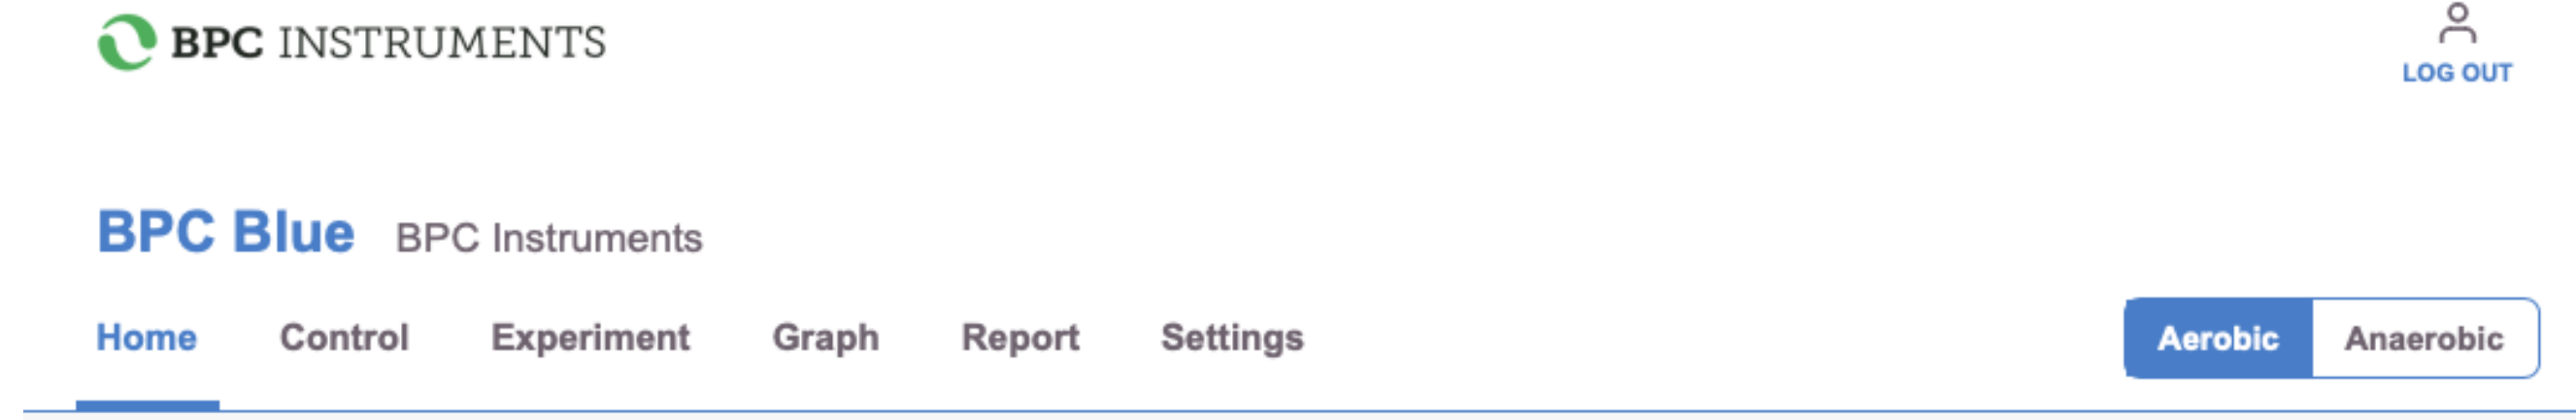 BPC INSTRUMENTS
LOG OUT
BPC Blue BPC Instruments
Home Control Experiment Graph Report Settings Aerobic Anaerobic